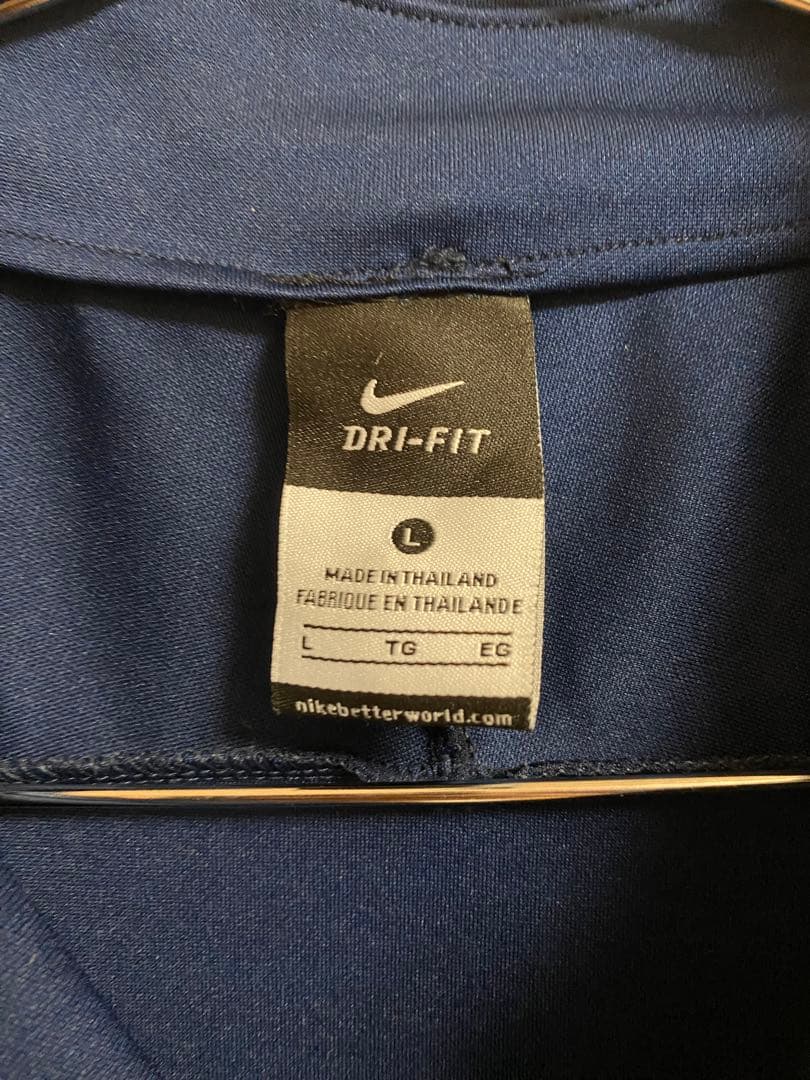 DRI-FIT
L
MADE IN THAILAND
FABRIQUE EN THAILANDE
L TG EG
nikebetterworld.com